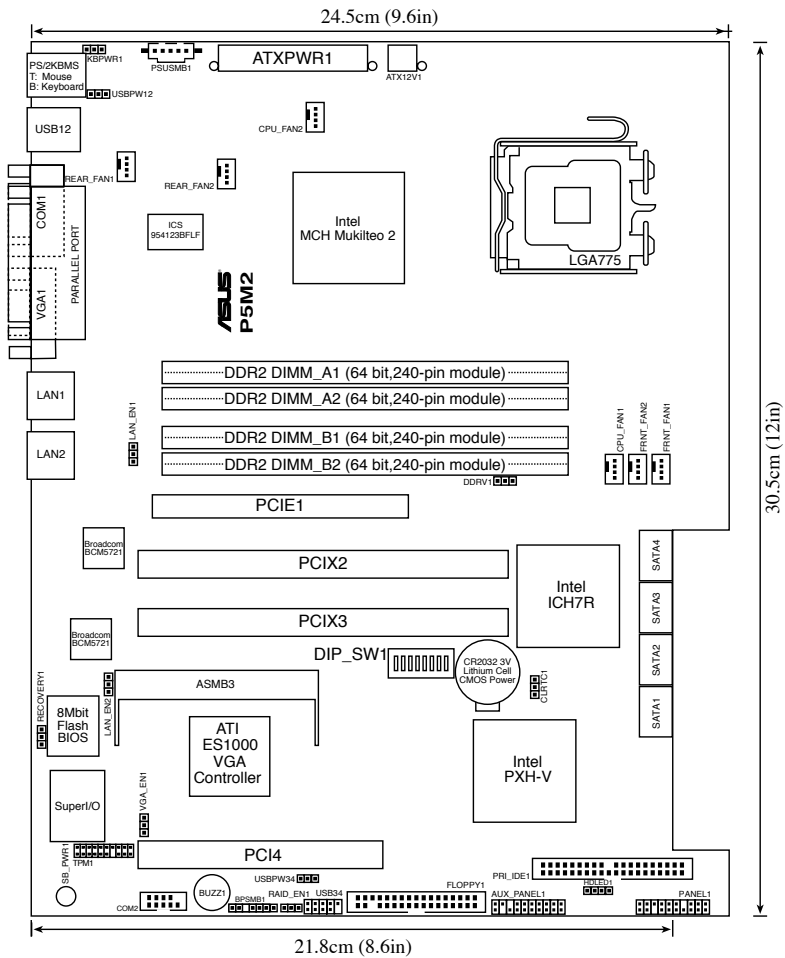 24.5cm (9.6in)
PS/2KBMS
T: Mouse
B: Keyboard
KBPWR1
USBPW12
PSUSMB1
ATXPWR1
ATX12V1
USB12
CPU_FAN2
REAR_FAN1
REAR_FAN2
COM1
PARALLEL PORT
VGA1
ICS
954123BFLF
Intel
MCH Mukilteo 2
LGA775
ASUS
P5M2
LAN1
LAN2
LAN_EN1
DDR2 DIMM_A1 (64 bit,240-pin module)
DDR2 DIMM_A2 (64 bit,240-pin module)
DDR2 DIMM_B1 (64 bit,240-pin module)
DDR2 DIMM_B2 (64 bit,240-pin module)
DDRV1
CPU_FAN1
FRNT_FAN2
FRNT_FAN1
30.5cm (12in)
PCIE1
Broadcom
BCM5721
PCIX2
Intel
ICH7R
SATA4
SATA3
SATA2
SATA1
PCIX3
Broadcom
BCM5721
DIP_SW1
CR2032 3V
Lithium Cell
CMOS Power
CLRTC1
RECOVERY1
LAN_EN2
ASMB3
8Mbit
Flash
BIOS
ATI
ES1000
VGA
Controller
Intel
PXH-V
SuperI/O
VGA_EN1
SB_PWR1
TPM1
PCI4
PRI_IDE1
HDLED1
USBPW34
BUZZ1
COM2
BPSMB1
RAID_EN1
USB34
FLOPPY1
AUX_PANEL1
PANEL1
21.8cm (8.6in)